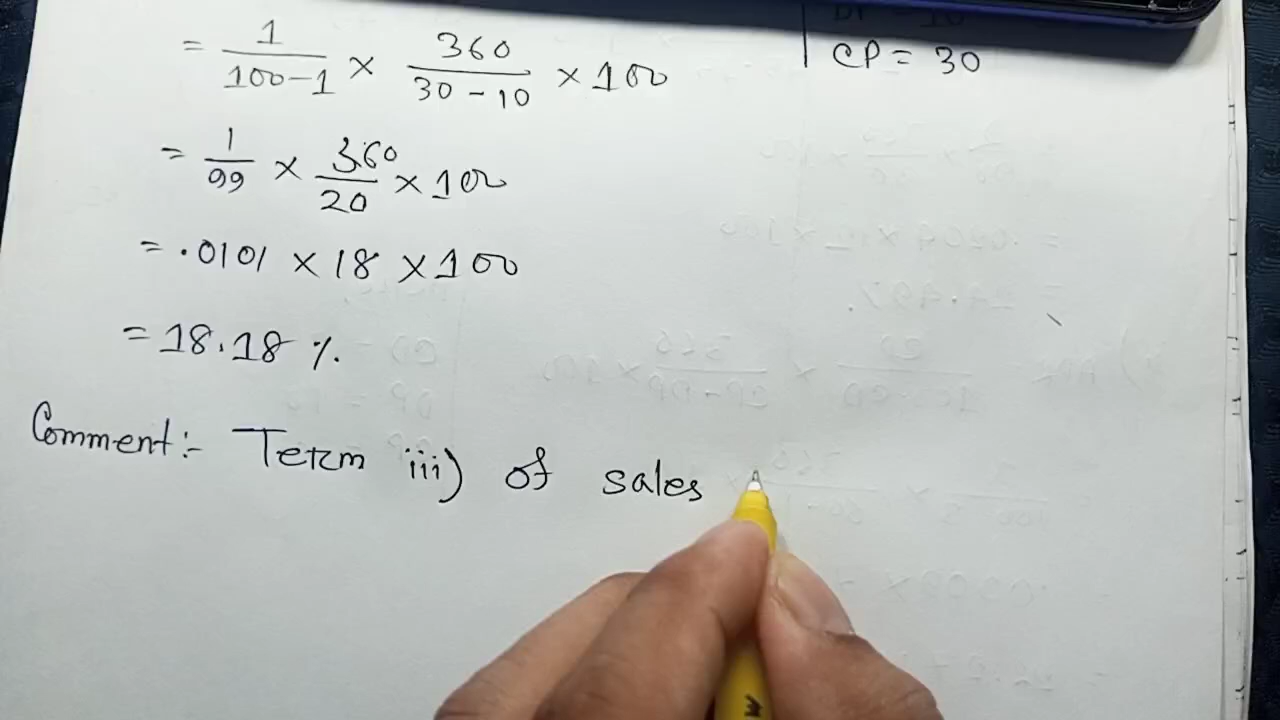 = 1/(100-1) × 360/(30-10) × 100
CP = 30
= 1/99 × 360/20 × 100
= .0101 × 18 × 100
= 18.18 %.
Comment:- Term iii) of sales